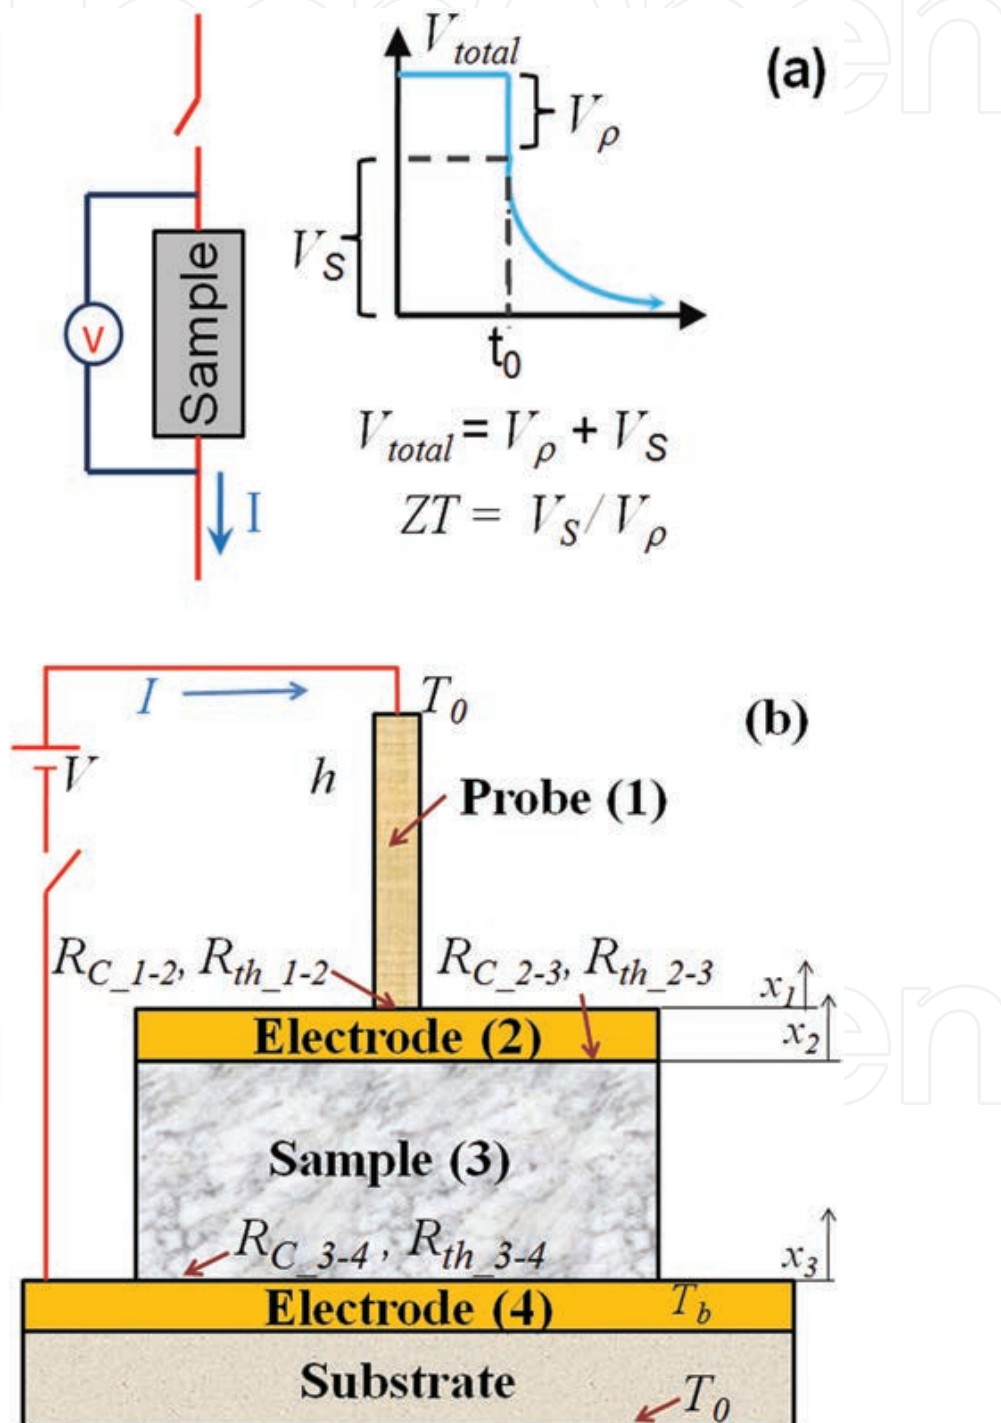 (a)
V_total
V_ρ
V_S
t_0
V
Sample
I
V_total = V_ρ + V_S
ZT = V_S / V_ρ
(b)
I
T_0
V
h
Probe (1)
R_C_1-2, R_th_1-2
R_C_2-3, R_th_2-3
x_1
x_2
Electrode (2)
Sample (3)
R_C_3-4 , R_th_3-4
x_3
Electrode (4)
T_b
Substrate
T_0